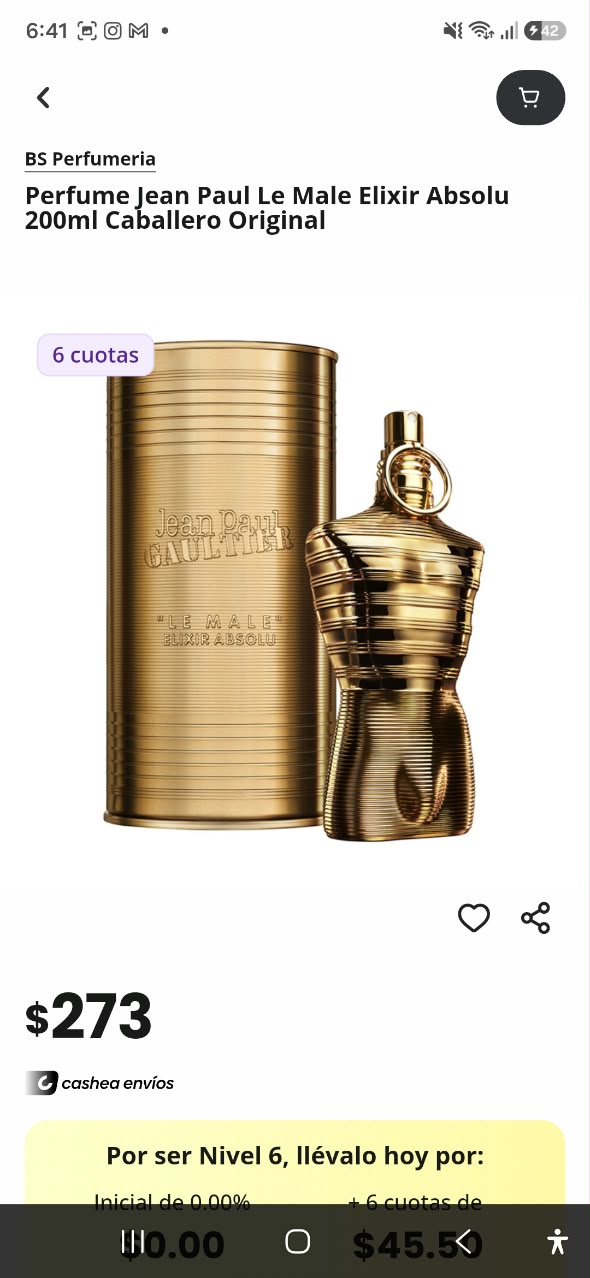 6:41
42
BS Perfumeria
Perfume Jean Paul Le Male Elixir Absolu
200ml Caballero Original
6 cuotas
Jean Paul
GAULTIER
"LE MALE"
ELIXIR ABSOLU
$273
cashea envíos
Por ser Nivel 6, llévalo hoy por:
Inicial de 0.00% + 6 cuotas de
$0.00 $45.50